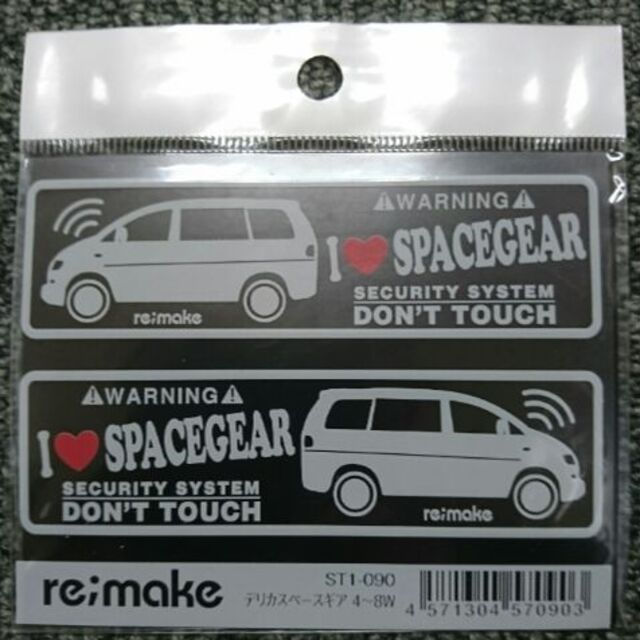 ⚠WARNING⚠
I ❤ SPACEGEAR
SECURITY SYSTEM
DON'T TOUCH
re;make
⚠WARNING⚠
I ❤ SPACEGEAR
SECURITY SYSTEM
DON'T TOUCH
re;make
re;make
ST1-090
デリカスペースギア 4〜8W
4 571304 570903